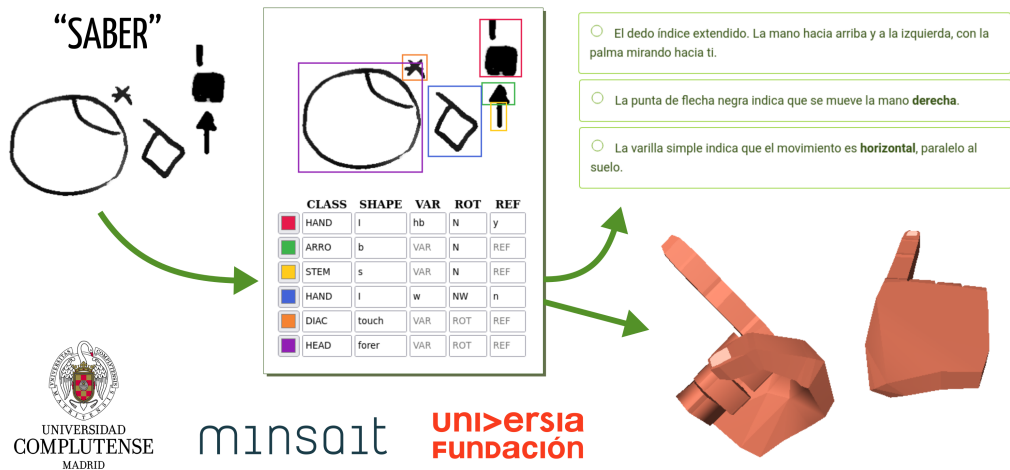 “SABER”
CLASS SHAPE VAR ROT REF
HAND I hb N y
ARRO b VAR N REF
STEM s VAR N REF
HAND I w NW n
DIAC touch VAR ROT REF
HEAD forer VAR ROT REF
El dedo índice extendido. La mano hacia arriba y a la izquierda, con la
palma mirando hacia ti.
La punta de flecha negra indica que se mueve la mano derecha.
La varilla simple indica que el movimiento es horizontal, paralelo al
suelo.
UNIVERSIDAD
COMPLUTENSE
MADRID
minsait
uni>ersia
Fundación